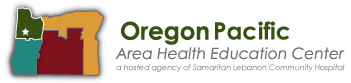 Oregon Pacific
Area Health Education Center
a hosted agency of Samaritan Lebanon Community Hospital